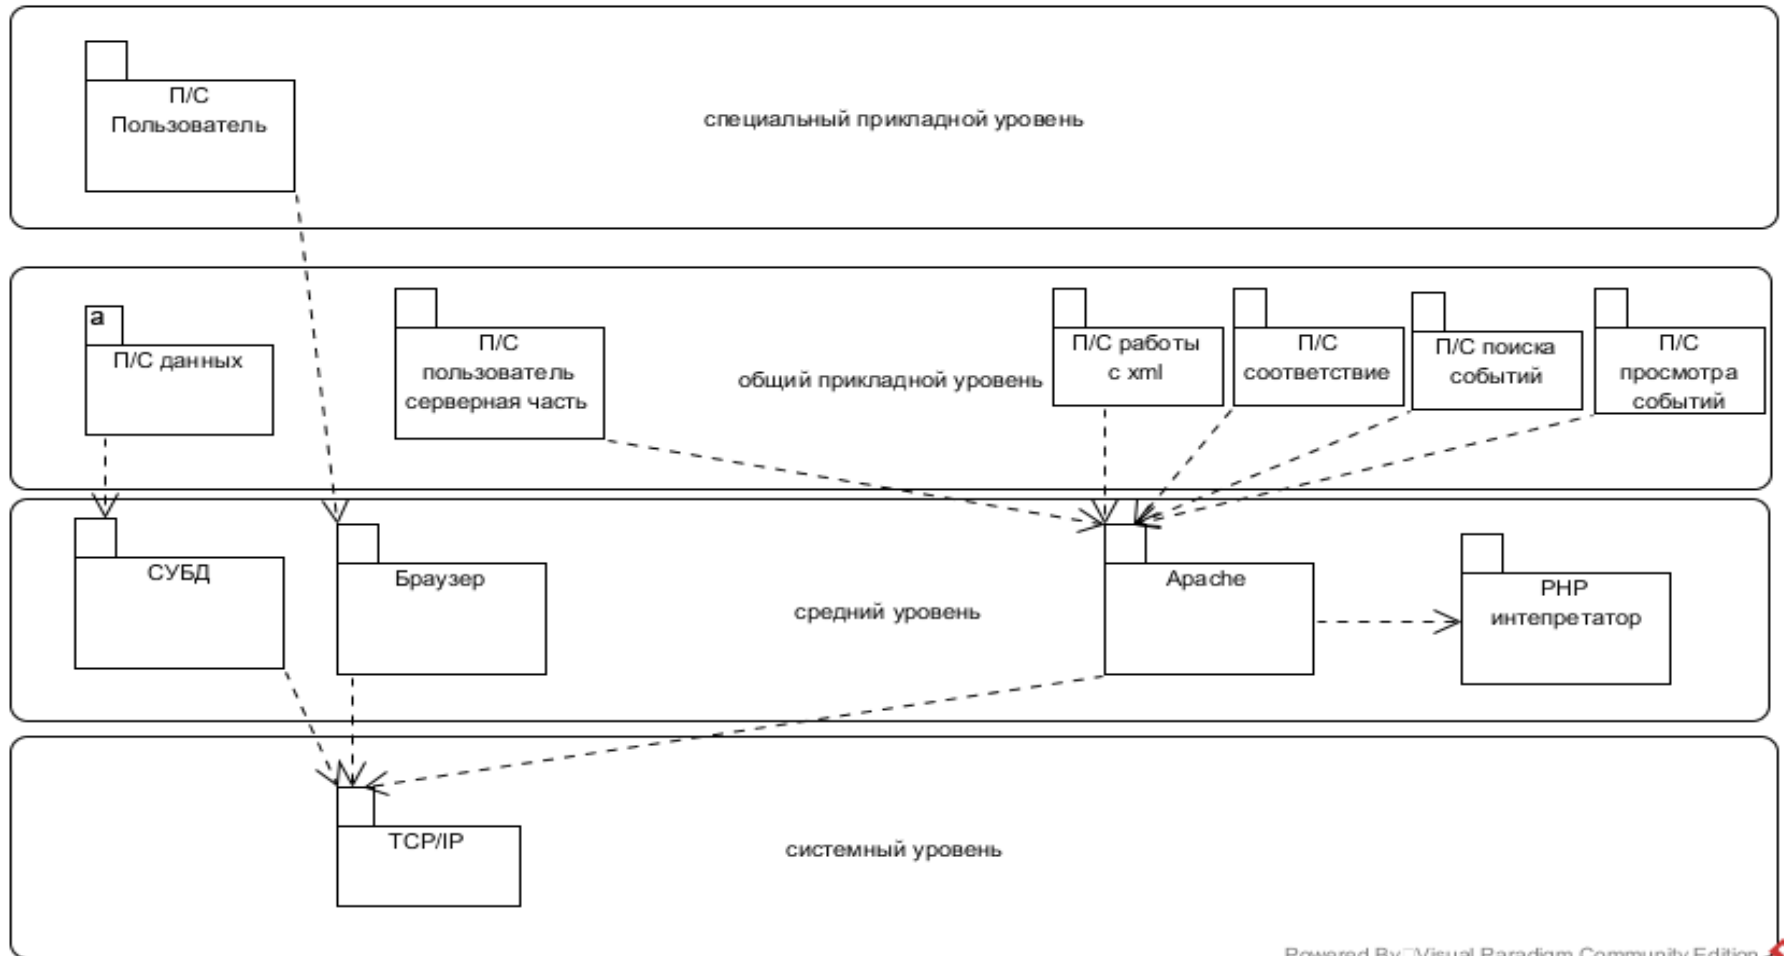 П/С
Пользователь
специальный прикладной уровень
a
П/С данных
П/С
пользователь
серверная часть
общий прикладной уровень
П/С работы
с xml
П/С
соответствие
П/С поиска
событий
П/С
просмотра
событий
СУБД
Браузер
средний уровень
Apache
PHP
интепретатор
TCP/IP
системный уровень
Powered By Visual Paradigm Community Edition